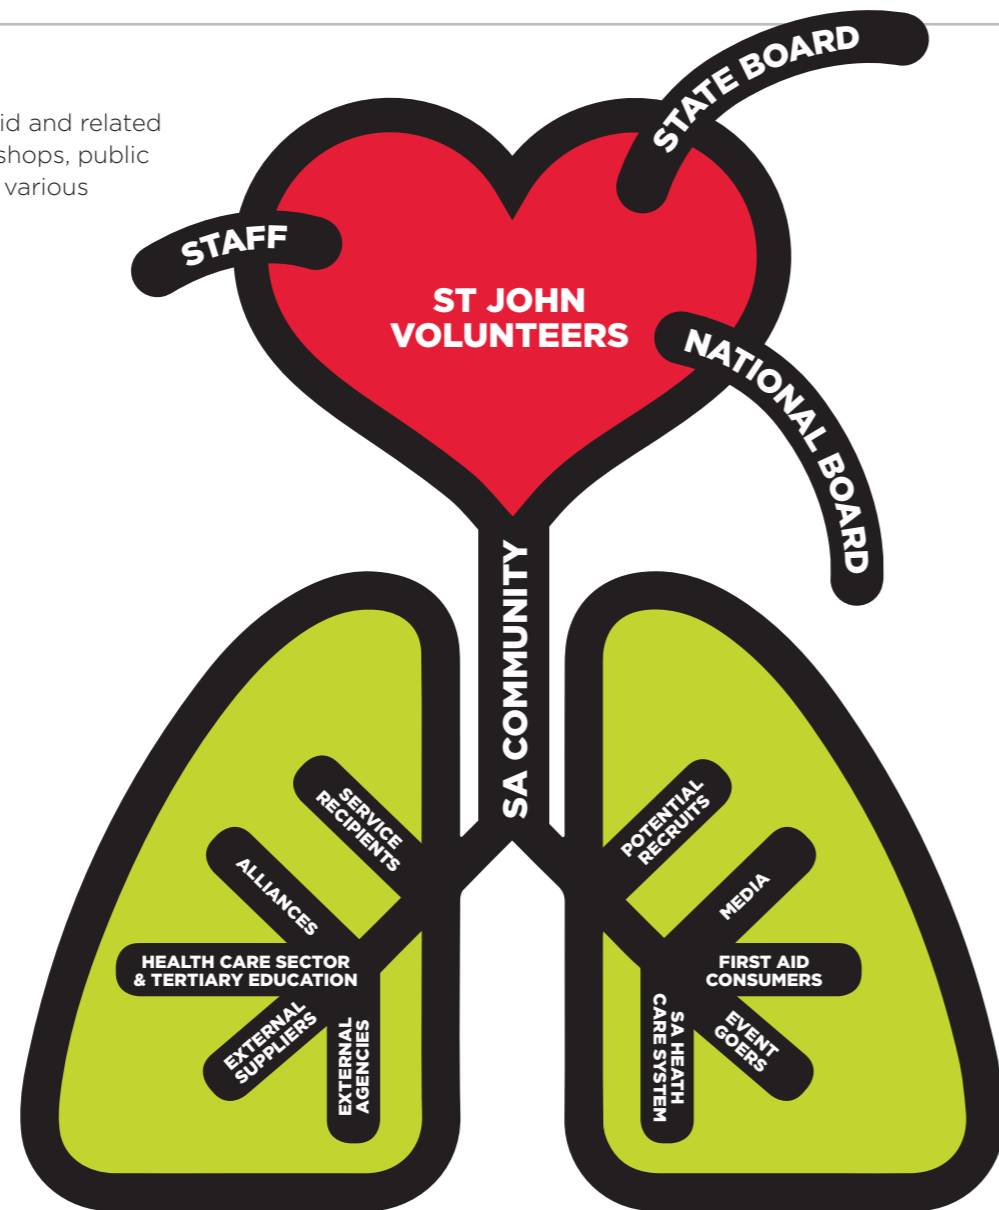 id and related
shops, public
various
STATE BOARD
STAFF
ST JOHN
VOLUNTEERS
NATIONAL BOARD
SA COMMUNITY
SERVICE
RECIPIENTS
ALLIANCES
HEALTH CARE SECTOR
& TERTIARY EDUCATION
EXTERNAL
SUPPLIERS
EXTERNAL
AGENCIES
POTENTIAL
RECRUITS
MEDIA
FIRST AID
CONSUMERS
EVENT
GOERS
SA HEATH
CARE SYSTEM